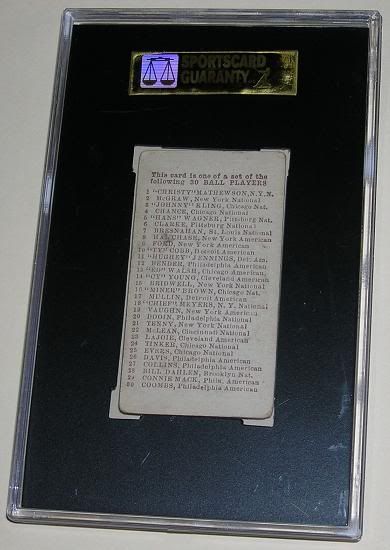 SPORTSCARD
GUARANTY
This card is one of a set of the
following 30 BALL PLAYERS
1 "CHRISTY" MATHEWSON, N.Y.N.
2 McGRAW, New York National
3 "JOHNNY" KLING, Chicago Nat.
4 CHANCE, Chicago National
5 "HANS" WAGNER, Pittsburg Nat.
6 CLARKE, Pittsburg National
7 BRESNAHAN, St. Louis National
8 HAL CHASE, New York American
9 FORD, New York American
10 "TY" COBB, Detroit American
11 "HUGHEY" JENNINGS, Det. Am.
12 BENDER, Philadelphia American
13 "ED" WALSH, Chicago American
14 "CY" YOUNG, Cleveland American
15 BRIDWELL, New York National
16 "MINER" BROWN, Chicago Nat.
17 MULLIN, Detroit American
18 "CHIEF" MEYERS, N. Y. National
19 VAUGHN, New York American
20 DOOIN, Philadelphia National
21 TENNY, New York National
22 McLEAN, Cincinnati National
23 LAJOIE, Cleveland American
24 TINKER, Chicago National
25 EVERS, Chicago National
26 DAVIS, Philadelphia American
27 COLLINS, Philadelphia American
28 BILL DAHLEN, Brooklyn Nat.
29 CONNIE MACK, Phila. American
30 COOMBS, Philadelphia American